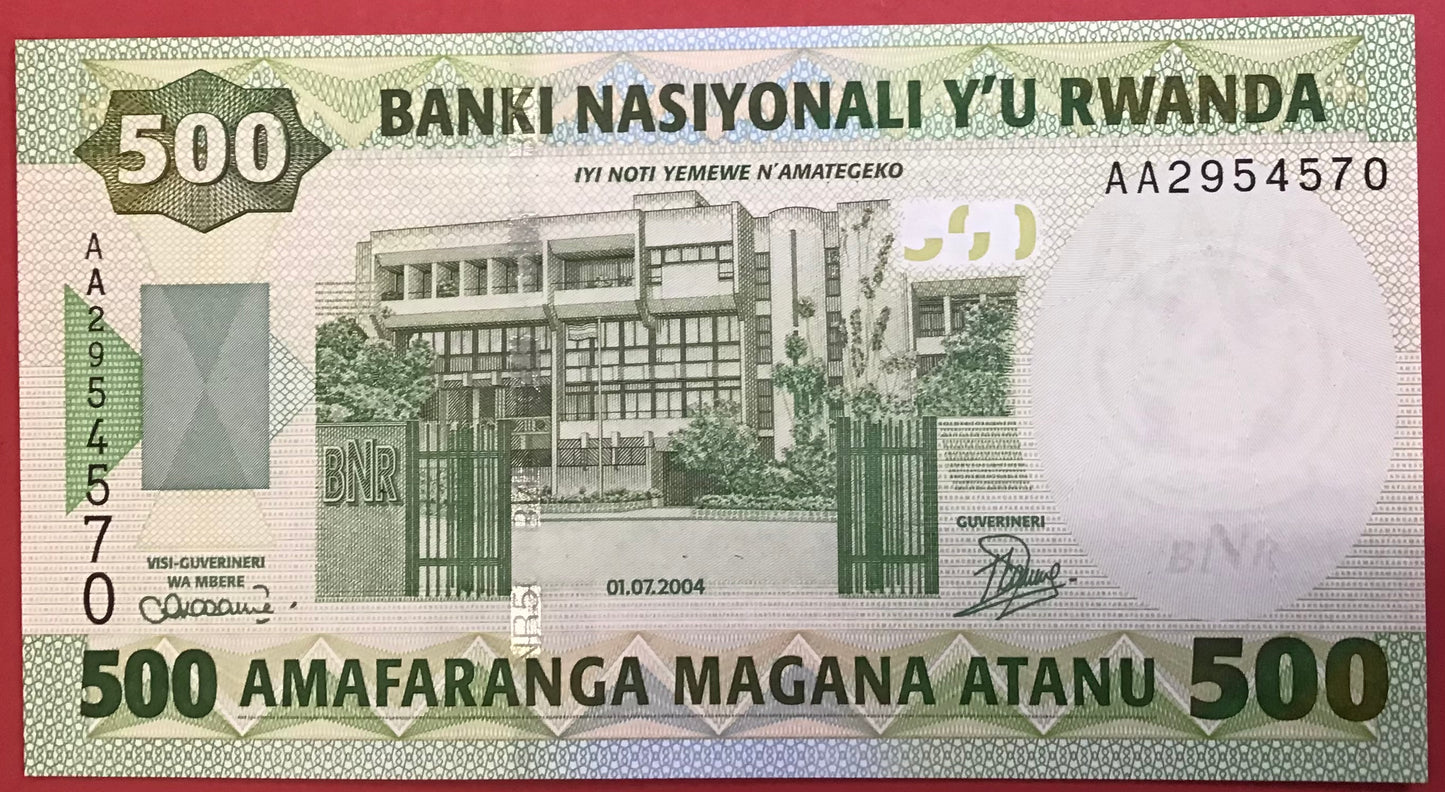 500
BANKI NASIYONALI Y'U RWANDA
IYI NOTI YEMEWE N'AMATEGEKO
AA2954570
AA2954570
BNR
BNR
VISI-GUVERINERI
WA MBERE
GUVERINERI
01.07.2004
500 AMAFARANGA MAGANA ATANU 500